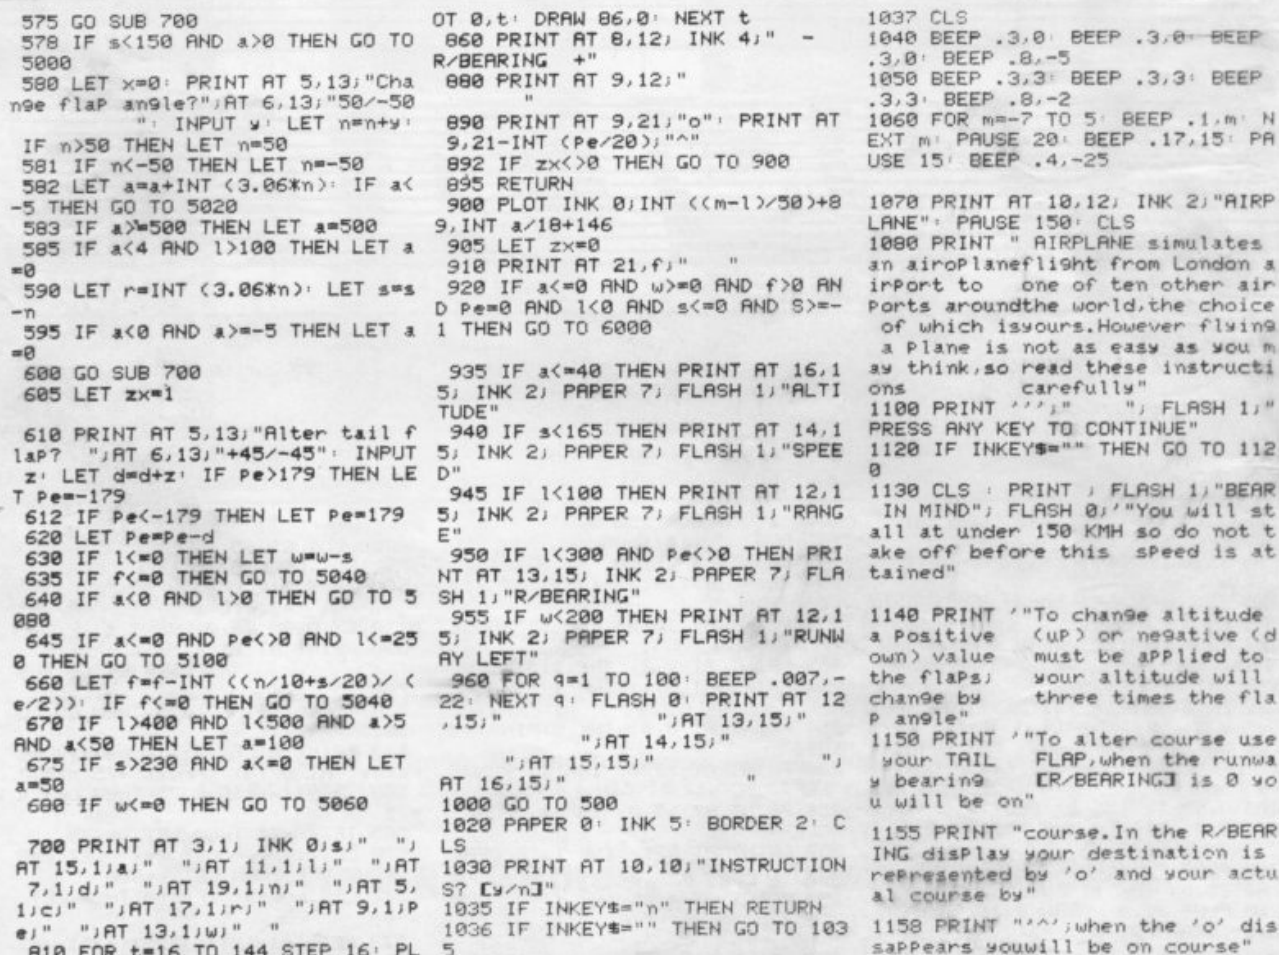 575 GO SUB 700
578 IF s<150 AND a>0 THEN GO TO
5000
580 LET x=0: PRINT AT 5,13;"Cha
nge flap angle?";AT 6,13;"50/-50
": INPUT y: LET n=n+y:
IF n>50 THEN LET n=50
581 IF n<-50 THEN LET n=-50
582 LET a=a+INT (3.06*n): IF a<
-5 THEN GO TO 5020
583 IF a>=500 THEN LET a=500
585 IF a<4 AND l>100 THEN LET a
=0
590 LET r=INT (3.06*n): LET s=s
-n
595 IF a<0 AND a>=-5 THEN LET a
=0
600 GO SUB 700
605 LET zx=1
610 PRINT AT 5,13;"Alter tail f
lap?  ";AT 6,13;"+45/-45": INPUT
z: LET d=d+z: IF pe>179 THEN LE
T pe=-179
612 IF pe<-179 THEN LET pe=179
620 LET pe=pe-d
630 IF l<=0 THEN LET w=w-s
635 IF f<=0 THEN GO TO 5040
640 IF a<0 AND l>0 THEN GO TO 5
080
645 IF a<=0 AND pe<>0 AND l<=25
0 THEN GO TO 5100
660 LET f=f-INT ((n/10+s/20)/ (
e/2)): IF f<=0 THEN GO TO 5040
670 IF l>400 AND l<500 AND a>5
AND a<50 THEN LET a=100
675 IF s>230 AND a<=0 THEN LET
a=50
680 IF w<=0 THEN GO TO 5060
700 PRINT AT 3,1; INK 0;s;"  ";
AT 15,1;a;"  ";AT 11,1;l;"  ";AT
7,1;d;"  ";AT 19,1;n;"  ";AT 5,
1;c;"  ";AT 17,1;r;"  ";AT 9,1;p
e;"  ";AT 13,1;w;"  "
810 FOR t=16 TO 144 STEP 16: PL
OT 0,t: DRAW 86,0: NEXT t
860 PRINT AT 8,12; INK 4;"  -
R/BEARING  +"
880 PRINT AT 9,12;"
"
890 PRINT AT 9,21;"o": PRINT AT
9,21-INT (pe/20);"^"
892 IF zx<>0 THEN GO TO 900
895 RETURN
900 PLOT INK 0;INT ((m-l)/50)+8
9,INT a/18+146
905 LET zx=0
910 PRINT AT 21,f;"  "
920 IF a<=0 AND w>=0 AND f>0 AN
D pe=0 AND l<0 AND s<=0 AND S>=-
1 THEN GO TO 6000
935 IF a<=40 THEN PRINT AT 16,1
5; INK 2; PAPER 7; FLASH 1;"ALTI
TUDE"
940 IF s<165 THEN PRINT AT 14,1
5; INK 2; PAPER 7; FLASH 1;"SPEE
D"
945 IF l<100 THEN PRINT AT 12,1
5; INK 2; PAPER 7; FLASH 1;"RANG
E"
950 IF l<300 AND pe<>0 THEN PRI
NT AT 13,15; INK 2; PAPER 7; FLA
SH 1;"R/BEARING"
955 IF w<200 THEN PRINT AT 12,1
5; INK 2; PAPER 7; FLASH 1;"RUNW
AY LEFT"
960 FOR q=1 TO 100: BEEP .007,-
22: NEXT q: FLASH 0: PRINT AT 12
,15;"          ";AT 13,15;"
";AT 14,15;"
";AT 15,15;"          ";
AT 16,15;"          "
1000 GO TO 500
1020 PAPER 0: INK 5: BORDER 2: C
LS
1030 PRINT AT 10,10;"INSTRUCTION
S? [y/n]"
1035 IF INKEY$="n" THEN RETURN
1036 IF INKEY$="" THEN GO TO 103
5
1037 CLS
1040 BEEP .3,0: BEEP .3,0: BEEP
.3,0: BEEP .8,-5
1050 BEEP .3,3: BEEP .3,3: BEEP
.3,3: BEEP .8,-2
1060 FOR m=-7 TO 5: BEEP .1,m: N
EXT m: PAUSE 20: BEEP .17,15: PA
USE 15: BEEP .4,-25
1070 PRINT AT 10,12; INK 2;"AIRP
LANE": PAUSE 150: CLS
1080 PRINT " AIRPLANE simulates
an airoplaneflight from London a
irport to   one of ten other air
ports aroundthe world,the choice
of which isyours.However flying
a plane is not as easy as you m
ay think,so read these instructi
ons      carefully"
1100 PRINT ''';"    "; FLASH 1;"
PRESS ANY KEY TO CONTINUE"
1120 IF INKEY$="" THEN GO TO 112
0
1130 CLS : PRINT ; FLASH 1;"BEAR
IN MIND"; FLASH 0;'"You will st
all at under 150 KMH so do not t
ake off before this  speed is at
tained"
1140 PRINT '"To change altitude
a positive   (up) or negative (d
own) value   must be applied to
the flaps;   your altitude will
change by    three times the fla
p angle"
1150 PRINT '"To alter course use
your TAIL   FLAP,when the runwa
y bearing    [R/BEARING] is 0 yo
u will be on"
1155 PRINT "course.In the R/BEAR
ING display your destination is
represented by 'o' and your actu
al course by"
1158 PRINT "'^';when the 'o' dis
sappears youwill be on course"